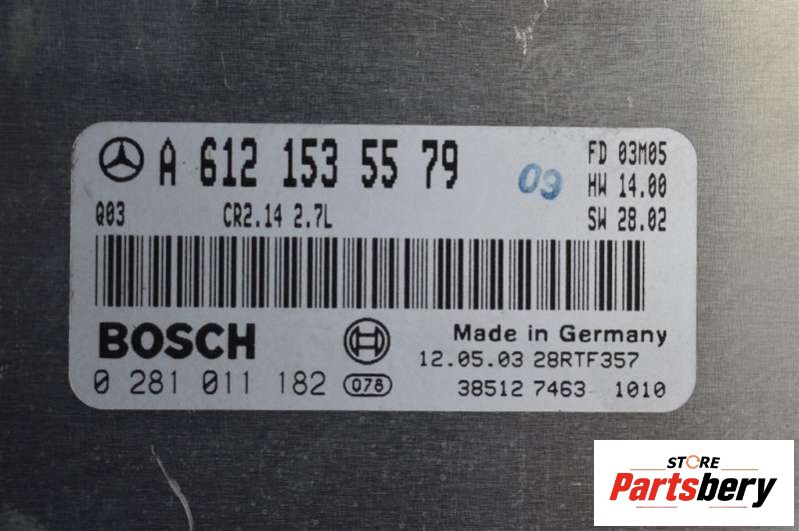 A 612 153 55 79
03
FD 03M05
HW 14.00
SW 28.02
Q03 CR2.14 2.7L
BOSCH
Made in Germany
12.05.03 28RTF357
0 281 011 182 078
38512 7463 1010
STORE
Partsbery